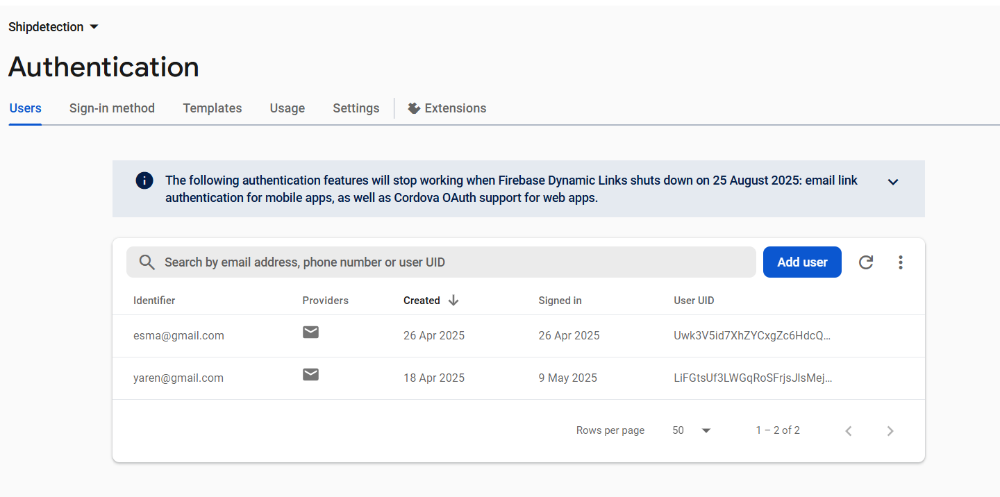 Shipdetection
Authentication
Users Sign-in method Templates Usage Settings Extensions
The following authentication features will stop working when Firebase Dynamic Links shuts down on 25 August 2025: email link
authentication for mobile apps, as well as Cordova OAuth support for web apps.
Search by email address, phone number or user UID Add user
Identifier Providers Created Signed in User UID
esma@gmail.com 26 Apr 2025 26 Apr 2025 Uwk3V5id7XhZYCxgZc6HdcQ...
yaren@gmail.com 18 Apr 2025 9 May 2025 LiFGtsUf3LWGqRoSFrjsJlsMej...
Rows per page 50 1 – 2 of 2